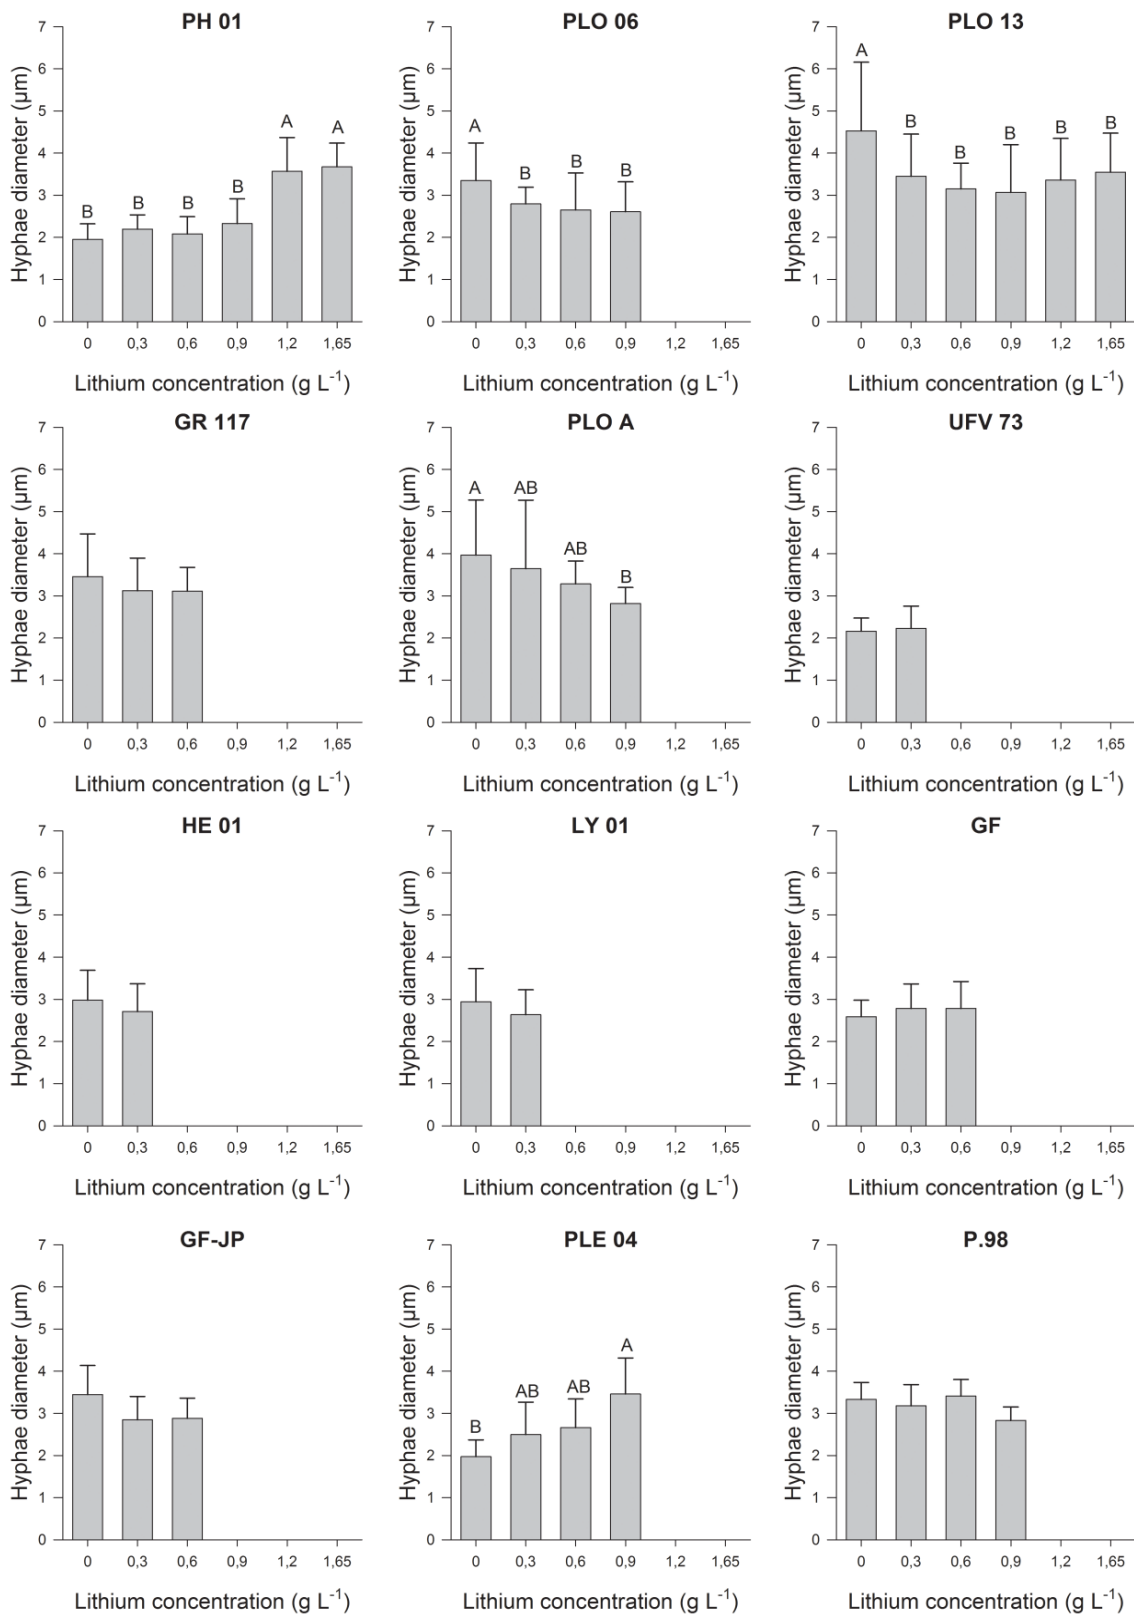 PH 01
Hyphae diameter (µm)
7
6
5
4
3
2
1
0
B
B
B
B
A
A
0 0,3 0,6 0,9 1,2 1,65
Lithium concentration (g L-1)
PLO 06
Hyphae diameter (µm)
7
6
5
4
3
2
1
0
A
B
B
B
0 0,3 0,6 0,9 1,2 1,65
Lithium concentration (g L-1)
PLO 13
Hyphae diameter (µm)
7
6
5
4
3
2
1
0
A
B
B
B
B
B
0 0,3 0,6 0,9 1,2 1,65
Lithium concentration (g L-1)
GR 117
Hyphae diameter (µm)
7
6
5
4
3
2
1
0
0 0,3 0,6 0,9 1,2 1,65
Lithium concentration (g L-1)
PLO A
Hyphae diameter (µm)
7
6
5
4
3
2
1
0
A
AB
AB
B
0 0,3 0,6 0,9 1,2 1,65
Lithium concentration (g L-1)
UFV 73
Hyphae diameter (µm)
7
6
5
4
3
2
1
0
0 0,3 0,6 0,9 1,2 1,65
Lithium concentration (g L-1)
HE 01
Hyphae diameter (µm)
7
6
5
4
3
2
1
0
0 0,3 0,6 0,9 1,2 1,65
Lithium concentration (g L-1)
LY 01
Hyphae diameter (µm)
7
6
5
4
3
2
1
0
0 0,3 0,6 0,9 1,2 1,65
Lithium concentration (g L-1)
GF
Hyphae diameter (µm)
7
6
5
4
3
2
1
0
0 0,3 0,6 0,9 1,2 1,65
Lithium concentration (g L-1)
GF-JP
Hyphae diameter (µm)
7
6
5
4
3
2
1
0
0 0,3 0,6 0,9 1,2 1,65
Lithium concentration (g L-1)
PLE 04
Hyphae diameter (µm)
7
6
5
4
3
2
1
0
B
AB
AB
A
0 0,3 0,6 0,9 1,2 1,65
Lithium concentration (g L-1)
P.98
Hyphae diameter (µm)
7
6
5
4
3
2
1
0
0 0,3 0,6 0,9 1,2 1,65
Lithium concentration (g L-1)